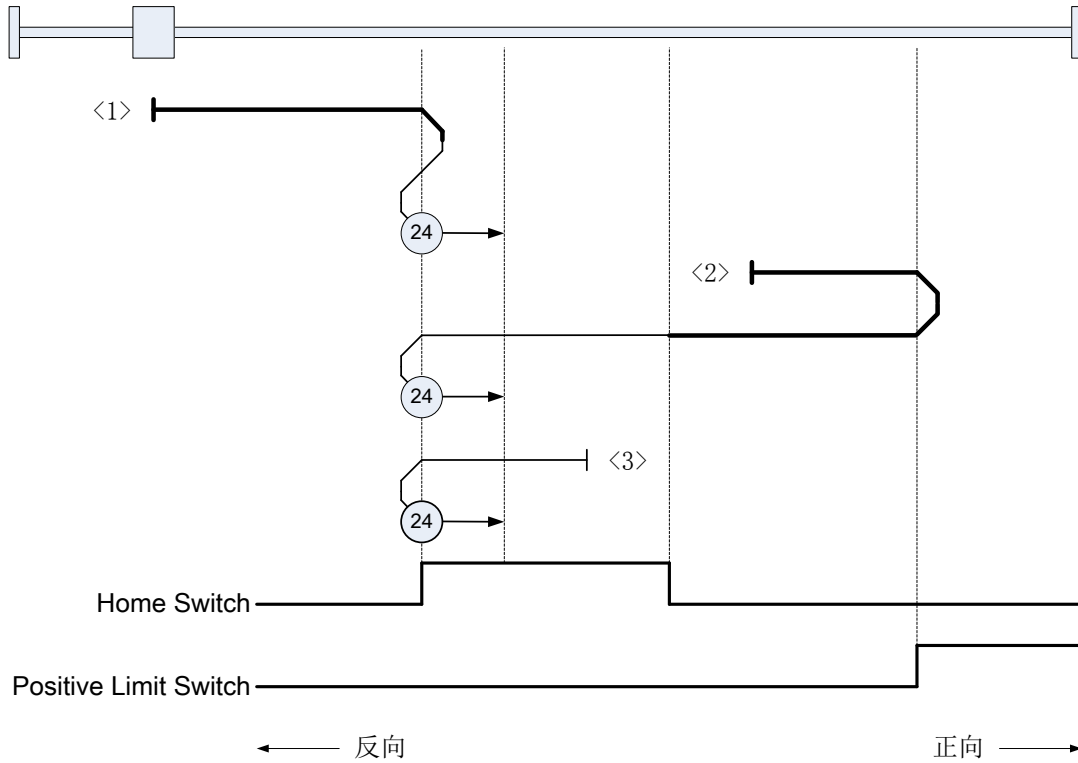 <1>
24
<2>
24
<3>
24
Home Switch
Positive Limit Switch
反向
正向